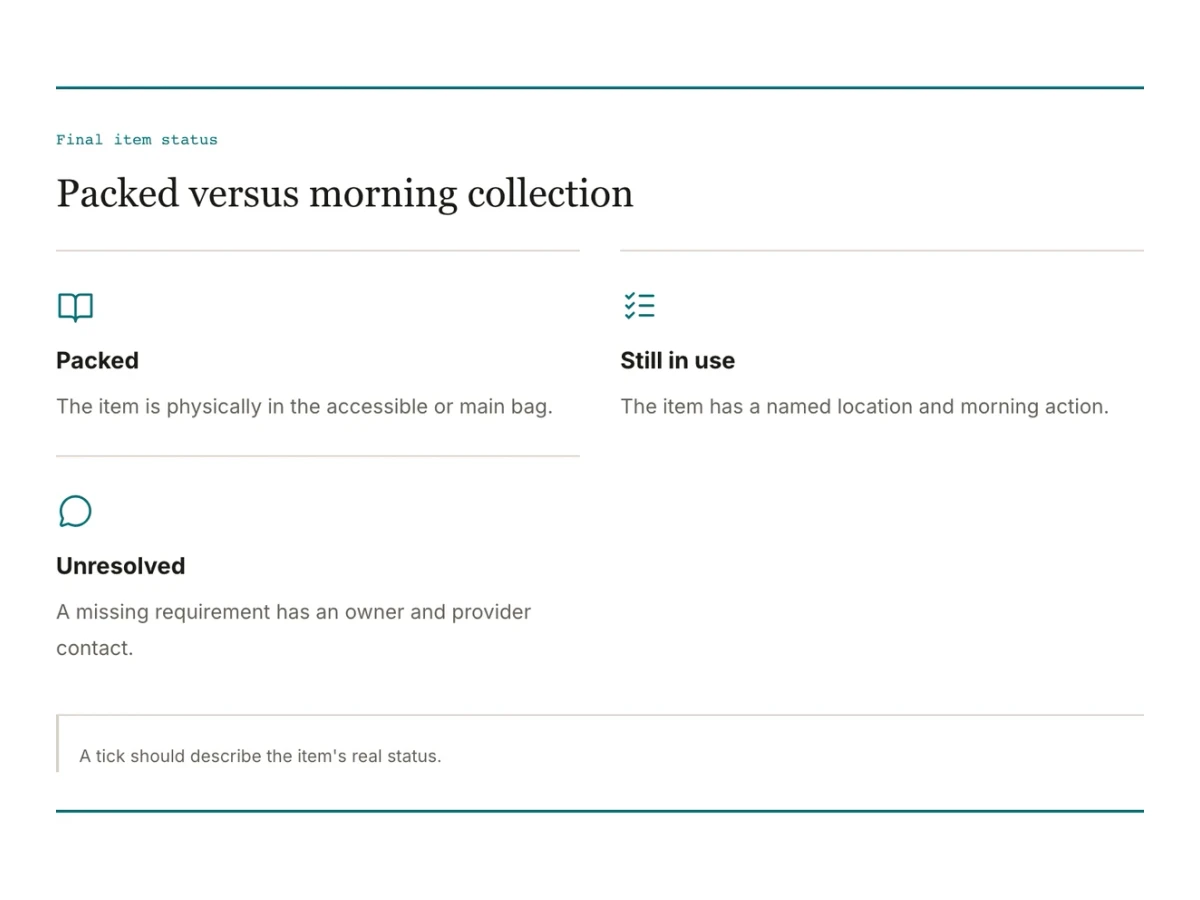 Final item status
Packed versus morning collection
Packed
The item is physically in the accessible or main bag.
Still in use
The item has a named location and morning action.
Unresolved
A missing requirement has an owner and provider
contact.
A tick should describe the item's real status.